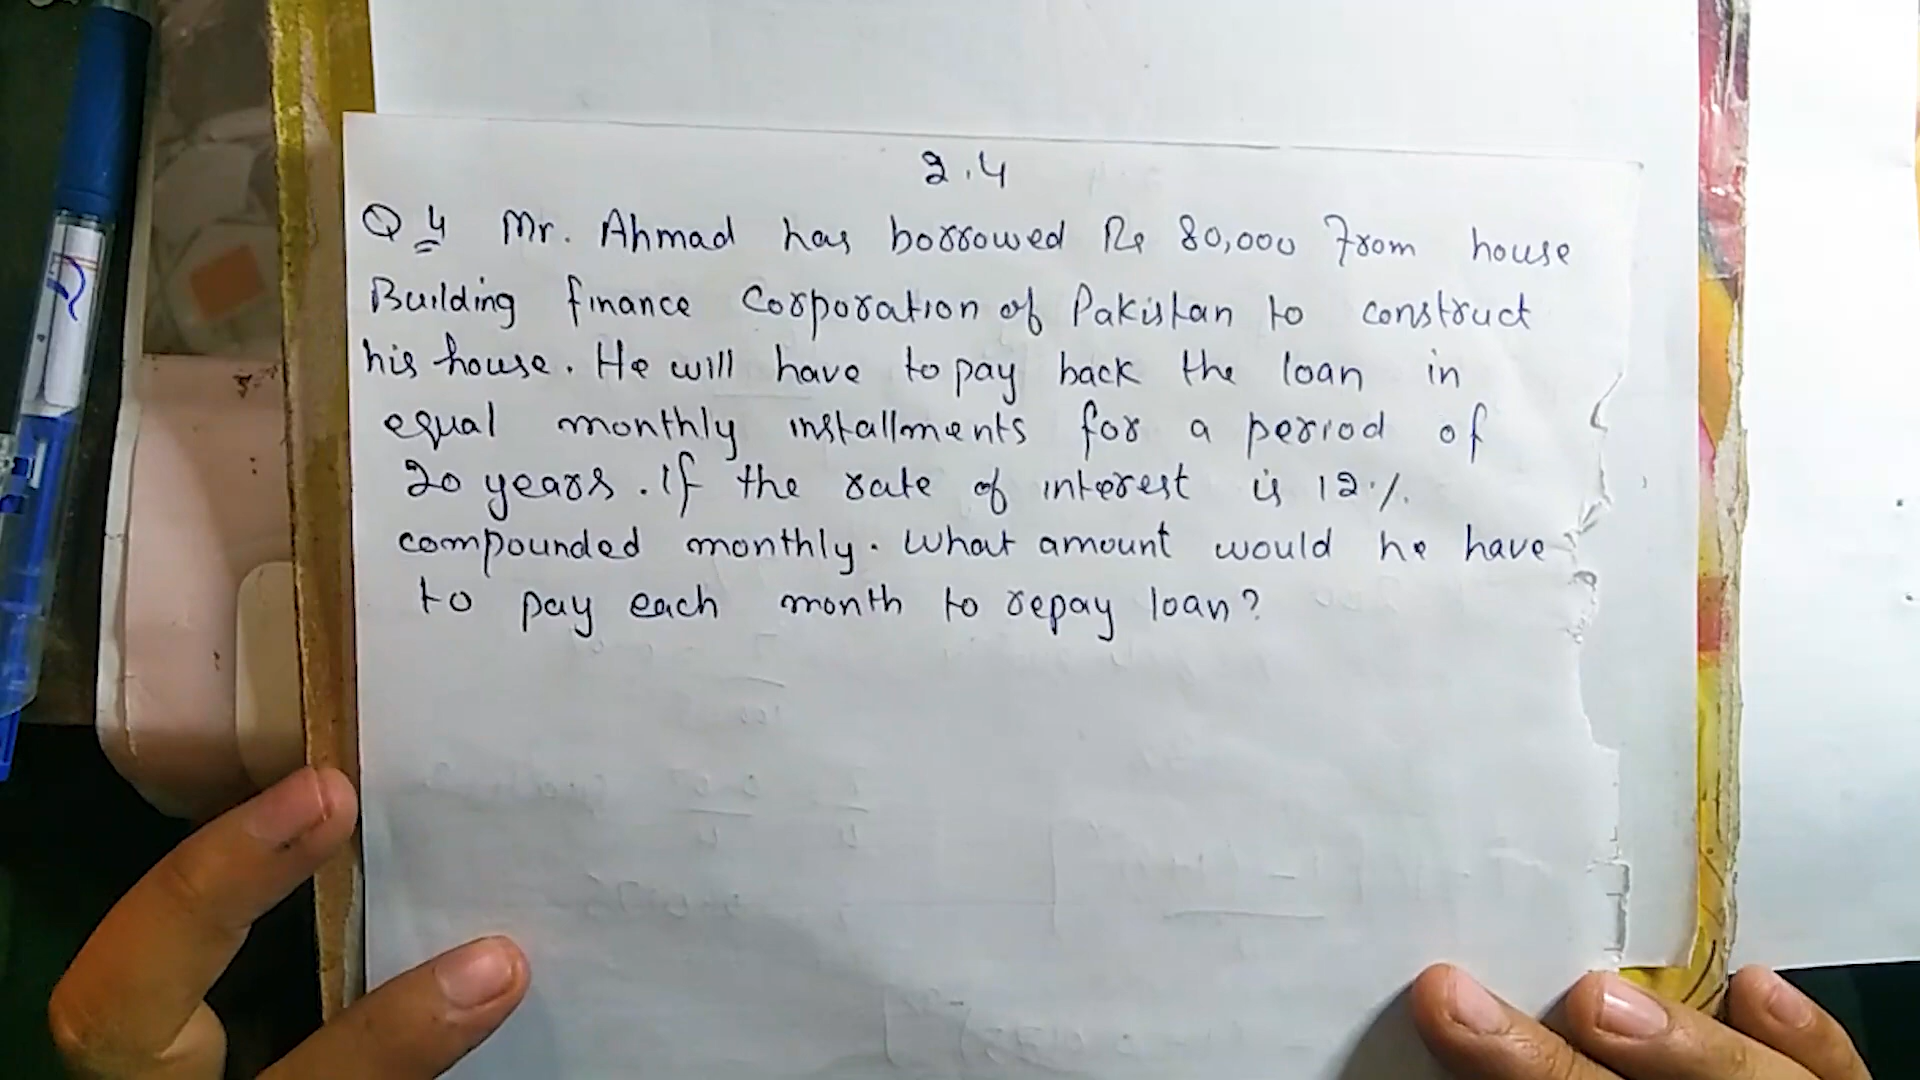 2.4
Q 4 Mr. Ahmad has borrowed Rs 80,000 From house
Building finance Corporation of Pakistan to construct
his house. He will have to pay back the loan in
equal monthly installments for a period of
20 years. If the rate of interest is 12%
compounded monthly. What amount would he have
to pay each month to repay loan?